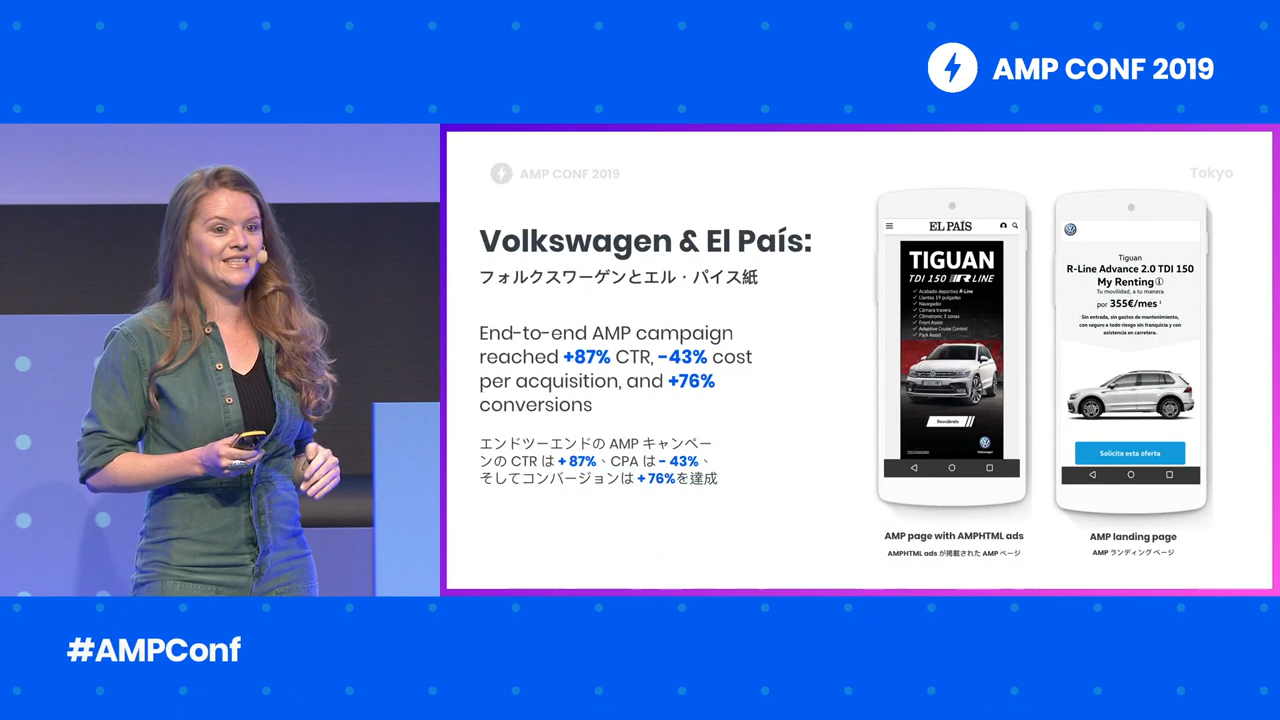 AMP CONF 2019
AMP CONF 2019
Tokyo
Volkswagen & El País:
フォルクスワーゲンとエル・パイス紙
End-to-end AMP campaign
reached +87% CTR, -43% cost
per acquisition, and +76%
conversions
エンドツーエンドの AMP キャンペー
ンの CTR は + 87%、CPA は - 43%、
そしてコンバージョンは + 76%を達成
EL PAÍS
TIGUAN
TDI 150 R LINE
Acabado deportivo R-Line
Llantas 19 pulgadas
Navegador
Cámara trasera
Climatronic 3 zonas
Front Assist
Adaptive Cruise Control
Park Assist
Descúbrelo
Volkswagen
AMP page with AMPHTML ads
AMPHTML ads が掲載された AMP ページ
Tiguan
R-Line Advance 2.0 TDI 150
My Renting
Tu movilidad, a tu manera
por 355€/mes
Sin entrada, sin gastos de mantenimiento,
con seguro a todo riesgo sin franquicia y con
asistencia en carretera.
Solicita esta oferta
AMP landing page
AMP ランディング ページ
#AMPConf